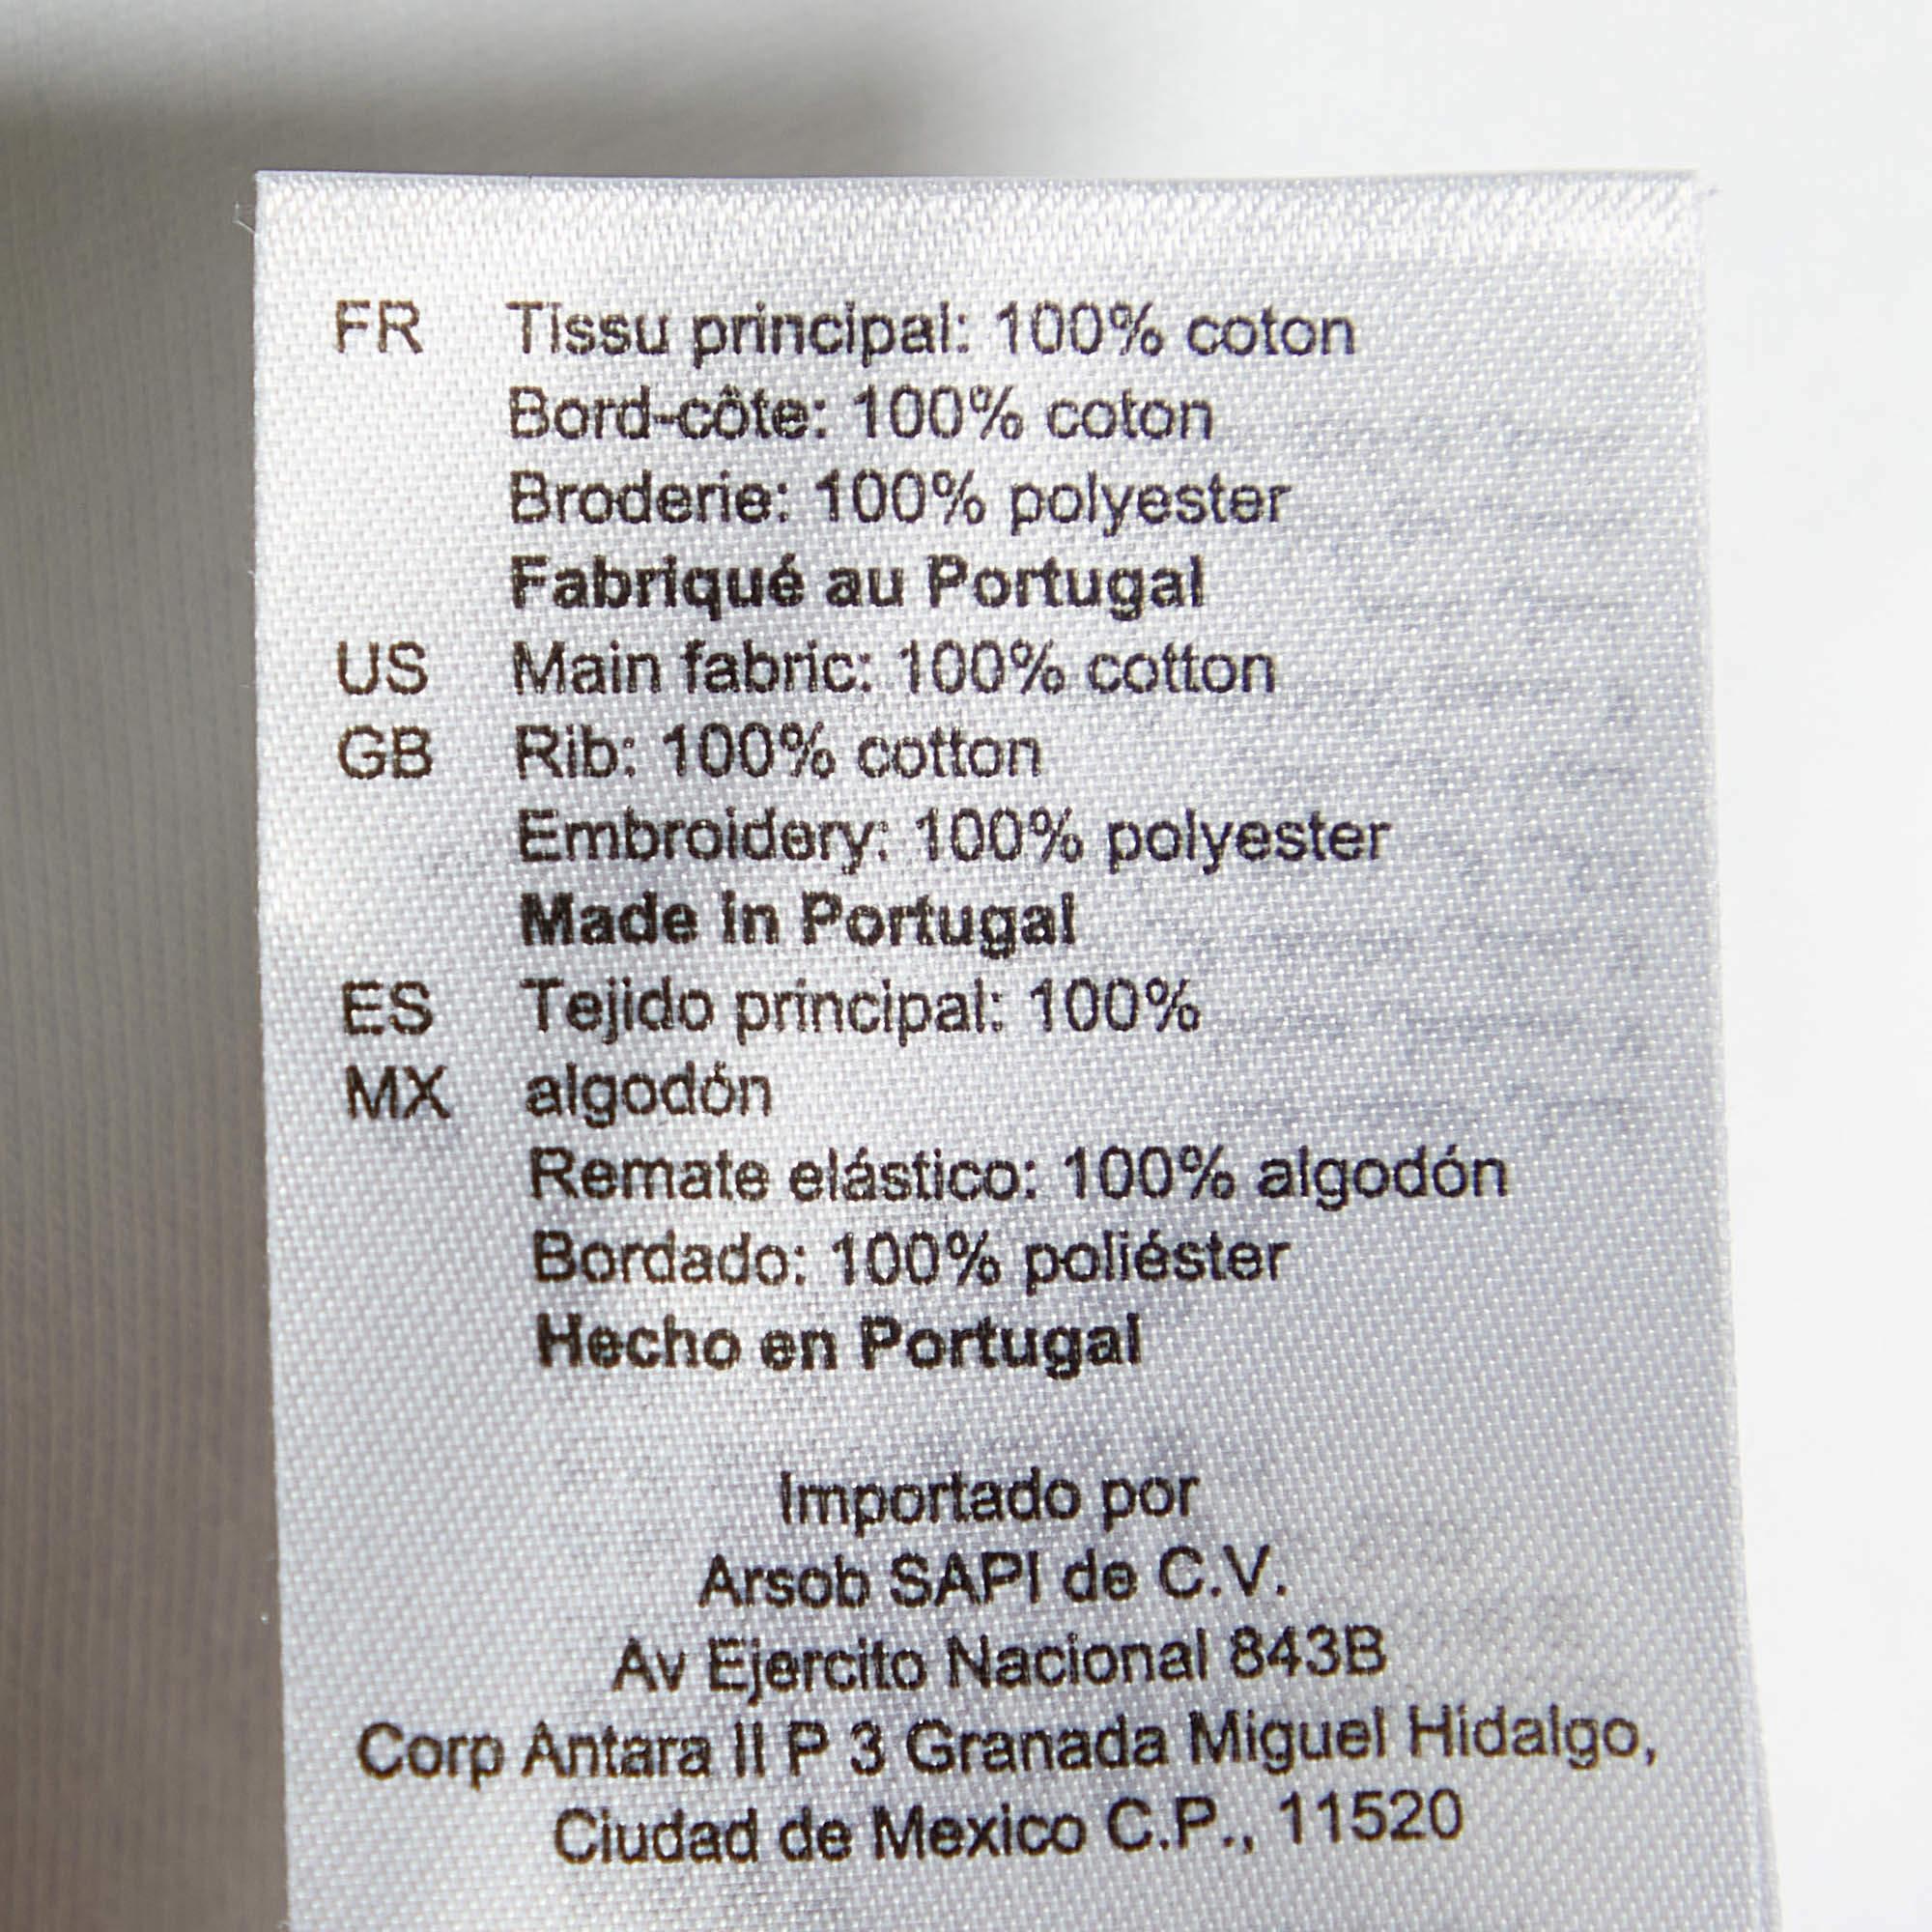 FR Tissu principal: 100% coton
Bord-côte: 100% coton
Broderie: 100% polyester
Fabriqué au Portugal
US Main fabric: 100% cotton
GB Rib: 100% cotton
Embroidery: 100% polyester
Made in Portugal
ES Tejido principal: 100%
MX algodón
Remate elástico: 100% algodón
Bordado: 100% poliéster
Hecho en Portugal
Importado por
Arsob SAPI de C.V.
Av Ejercito Nacional 843B
Corp Antara II P 3 Granada Miguel Hidalgo,
Ciudad de Mexico C.P., 11520